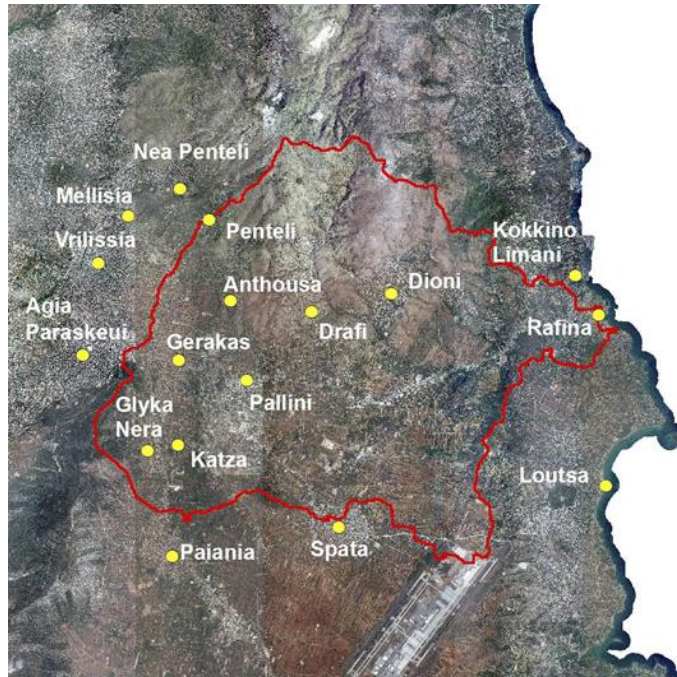 Nea Penteli
Mellisia
Penteli
Vrilissia
Kokkino
Limani
Anthousa
Dioni
Agia
Paraskeui
Drafi
Rafina
Gerakas
Pallini
Glyka
Nera
Katza
Loutsa
Spata
Paiania